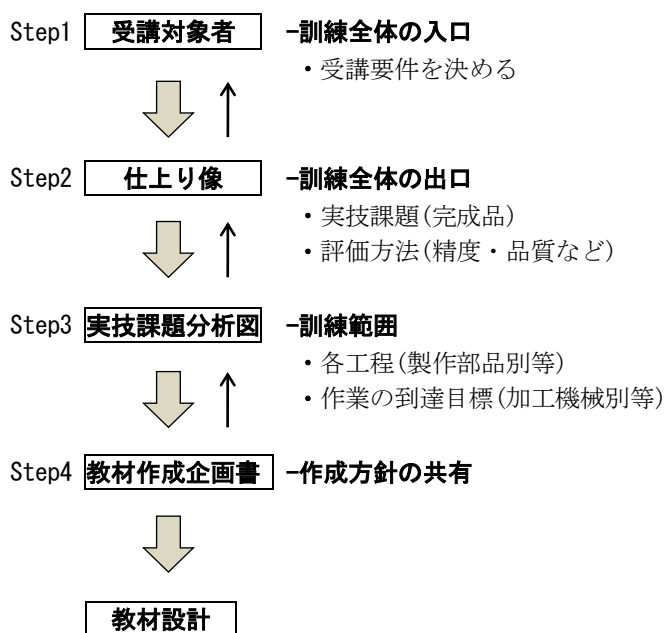 Step1 受講対象者 －訓練全体の入口
・受講要件を決める
Step2 仕上り像 －訓練全体の出口
・実技課題(完成品)
・評価方法(精度・品質など)
Step3 実技課題分析図 －訓練範囲
・各工程(製作部品別等)
・作業の到達目標(加工機械別等)
Step4 教材作成企画書 －作成方針の共有
教材設計